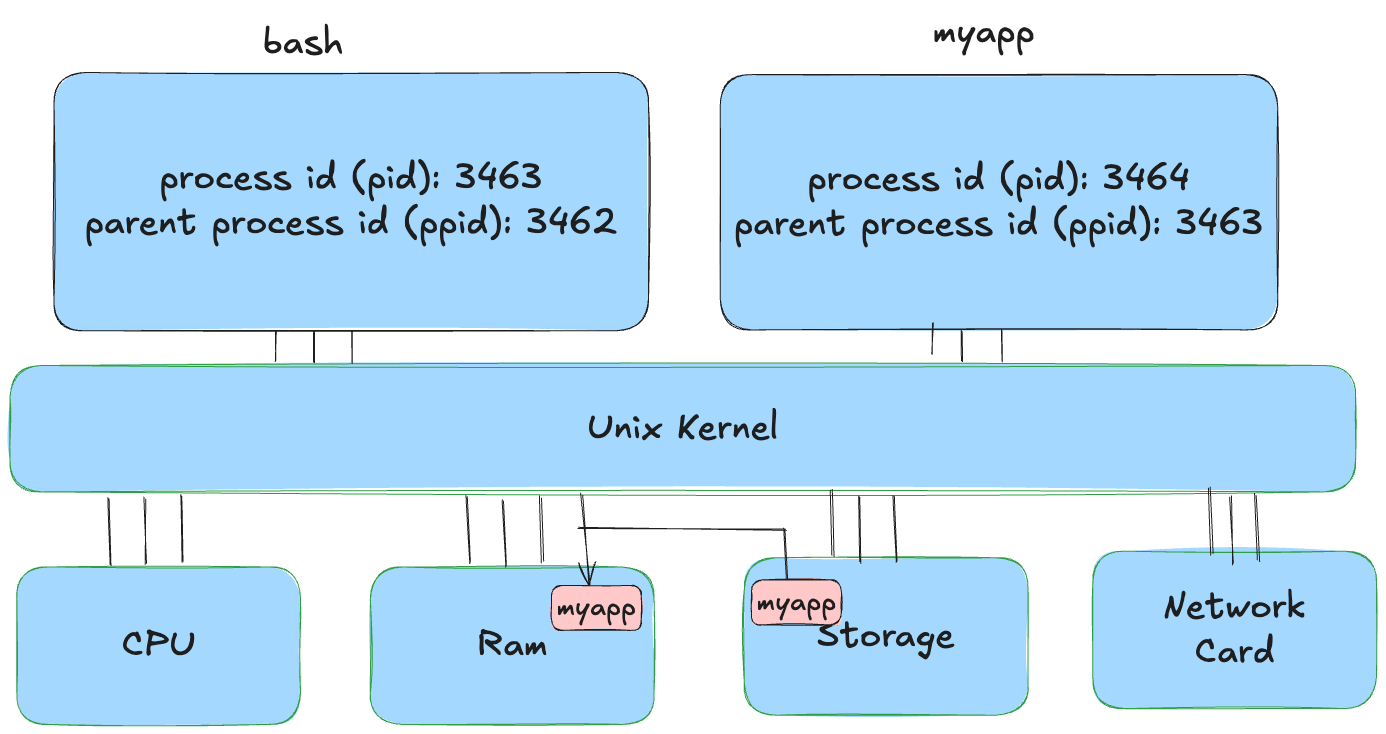 bash
myapp
process id (pid): 3463
parent process id (ppid): 3462
process id (pid): 3464
parent process id (ppid): 3463
Unix Kernel
CPU
Ram
myapp
myapp
Storage
Network
Card